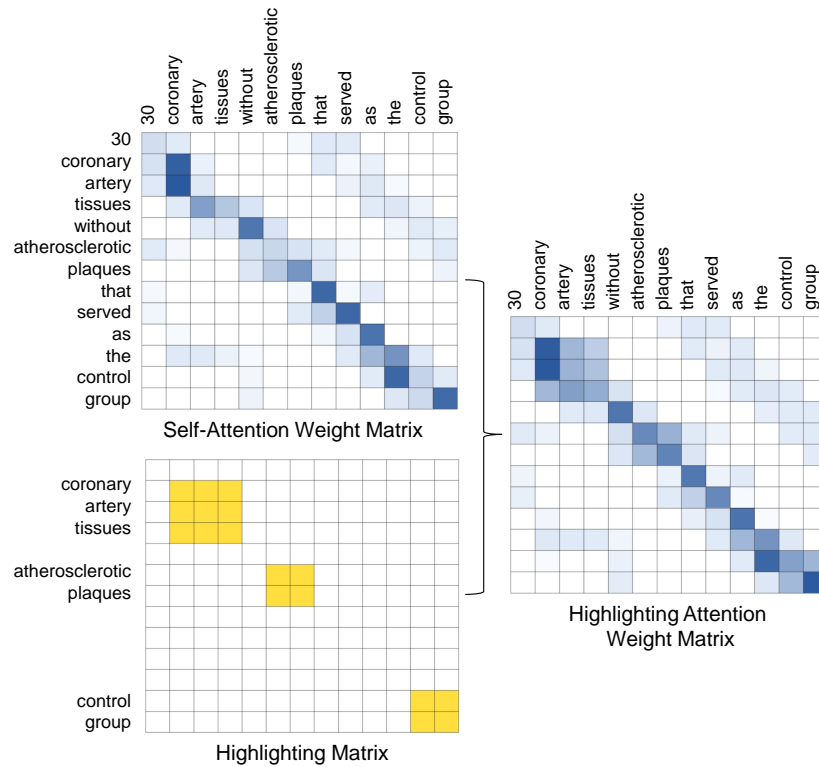 30
coronary
artery
tissues
without
atherosclerotic
plaques
that
served
as
the
control
group
30
coronary
artery
tissues
without
atherosclerotic
plaques
that
served
as
the
control
group
Self-Attention Weight Matrix
coronary
artery
tissues
atherosclerotic
plaques
control
group
Highlighting Matrix
30
coronary
artery
tissues
without
atherosclerotic
plaques
that
served
as
the
control
group
Highlighting Attention
Weight Matrix